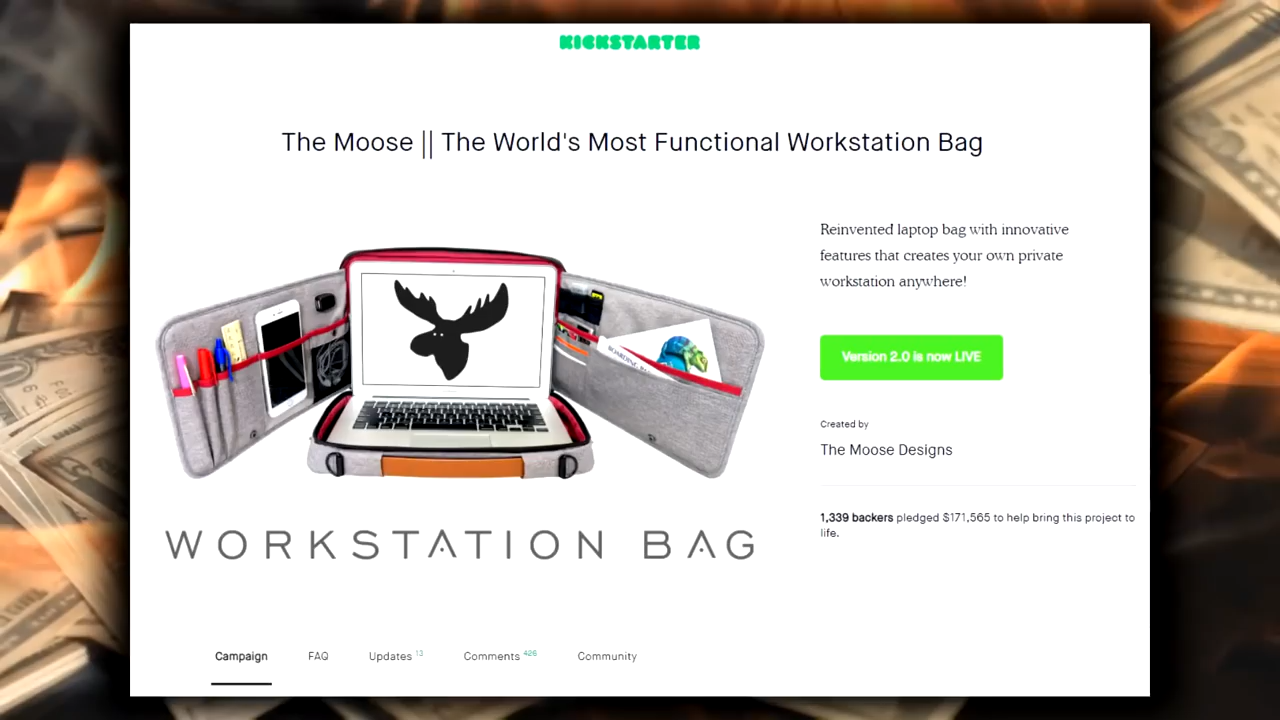 KICKSTARTER
The Moose || The World's Most Functional Workstation Bag
Reinvented laptop bag with innovative
features that creates your own private
workstation anywhere!
Version 2.0 is now LIVE
Created by
The Moose Designs
1,339 backers pledged $171,565 to help bring this project to
life.
WORKSTATION BAG
Campaign FAQ Updates 13 Comments 426 Community